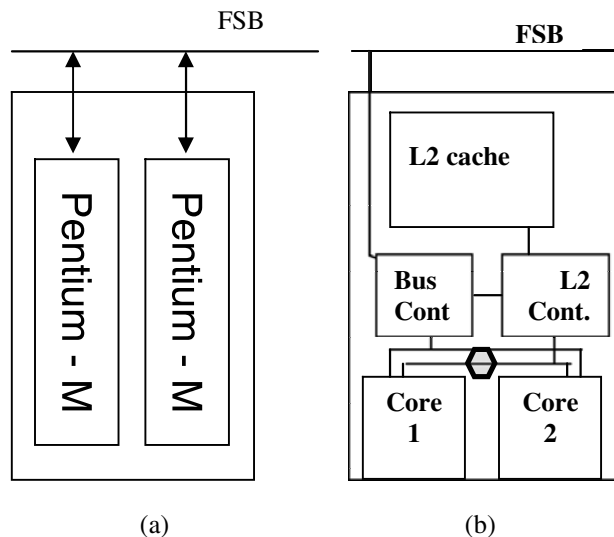 FSB
FSB
Pentium - M
Pentium - M
L2 cache
Bus
Cont
L2
Cont.
Core
1
Core
2
(a)
(b)